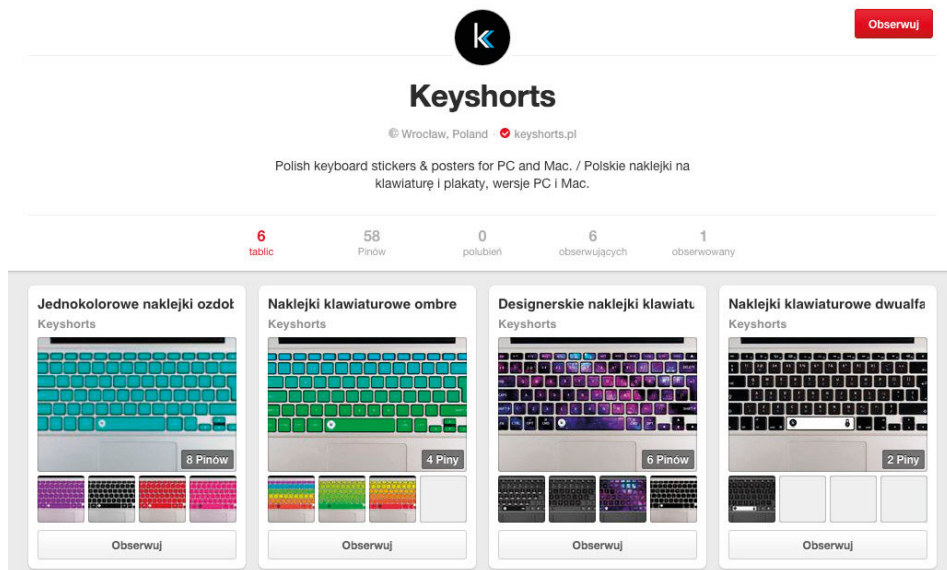 Obserwuj
k
Keyshorts
Wrocław, Poland · keyshorts.pl
Polish keyboard stickers & posters for PC and Mac. / Polskie naklejki na
klawiaturę i plakaty, wersje PC i Mac.
6 58 0 6 1
tablic Pinów polubień obserwujących obserwowany
Jednokolorowe naklejki ozdob
Keyshorts
8 Pinów
Obserwuj
Naklejki klawiaturowe ombre
Keyshorts
4 Piny
Obserwuj
Designerskie naklejki klawiatu
Keyshorts
6 Pinów
Obserwuj
Naklejki klawiaturowe dwualfa
Keyshorts
2 Piny
Obserwuj